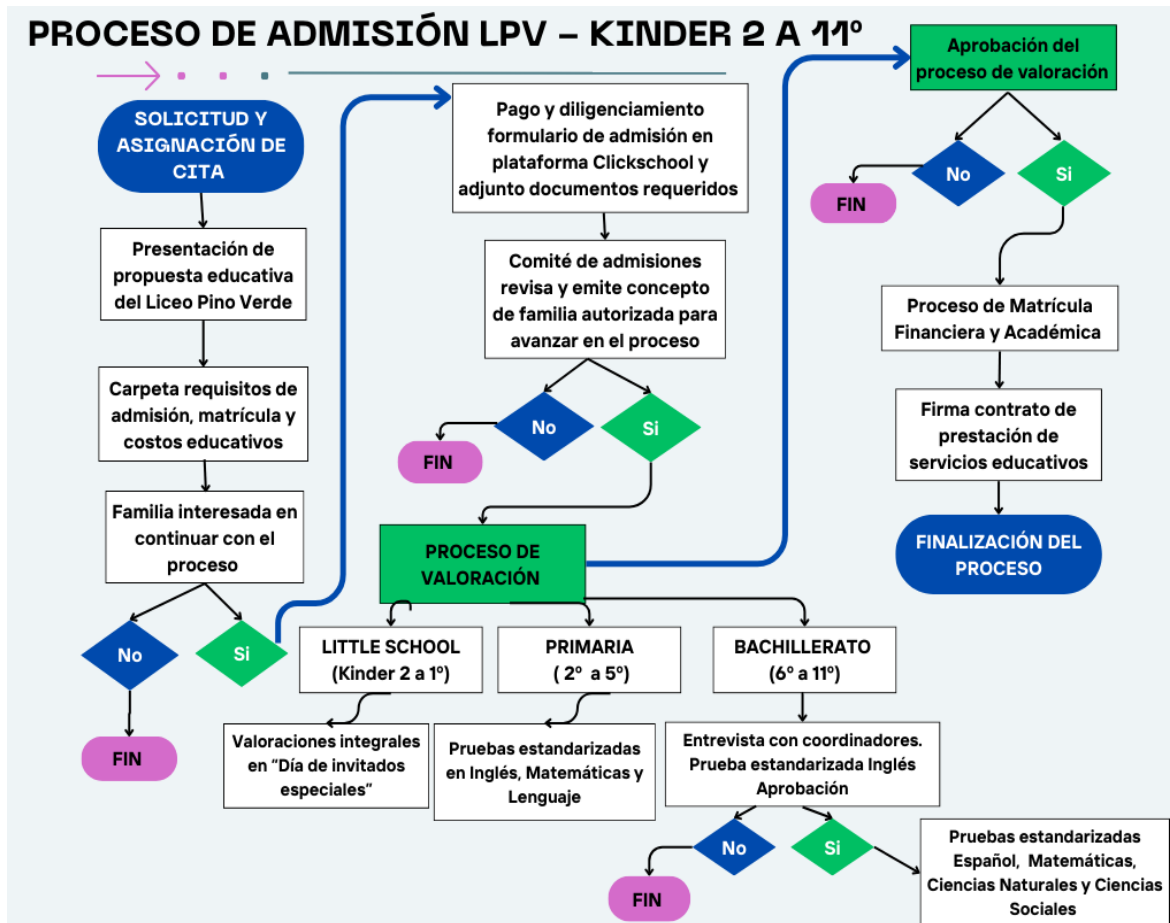 PROCESO DE ADMISIÓN LPV – KINDER 2 A 11º
SOLICITUD Y
ASIGNACIÓN DE
CITA
Presentación de
propuesta educativa
del Liceo Pino Verde
Carpeta requisitos de
admisión, matrícula y
costos educativos
Familia interesada en
continuar con el
proceso
No
Si
FIN
Pago y diligenciamiento
formulario de admisión en
plataforma Clickschool y
adjunto documentos requeridos
Comité de admisiones
revisa y emite concepto
de familia autorizada para
avanzar en el proceso
No
Si
FIN
PROCESO DE
VALORACIÓN
LITTLE SCHOOL
(Kinder 2 a 1º)
Valoraciones integrales
en “Día de invitados
especiales”
PRIMARIA
( 2º a 5º)
Pruebas estandarizadas
en Inglés, Matemáticas y
Lenguaje
BACHILLERATO
(6º a 11º)
Entrevista con coordinadores.
Prueba estandarizada Inglés
Aprobación
No
Si
FIN
Pruebas estandarizadas
Español, Matemáticas,
Ciencias Naturales y Ciencias
Sociales
Aprobación del
proceso de valoración
No
Si
FIN
Proceso de Matrícula
Financiera y Académica
Firma contrato de
prestación de
servicios educativos
FINALIZACIÓN DEL
PROCESO